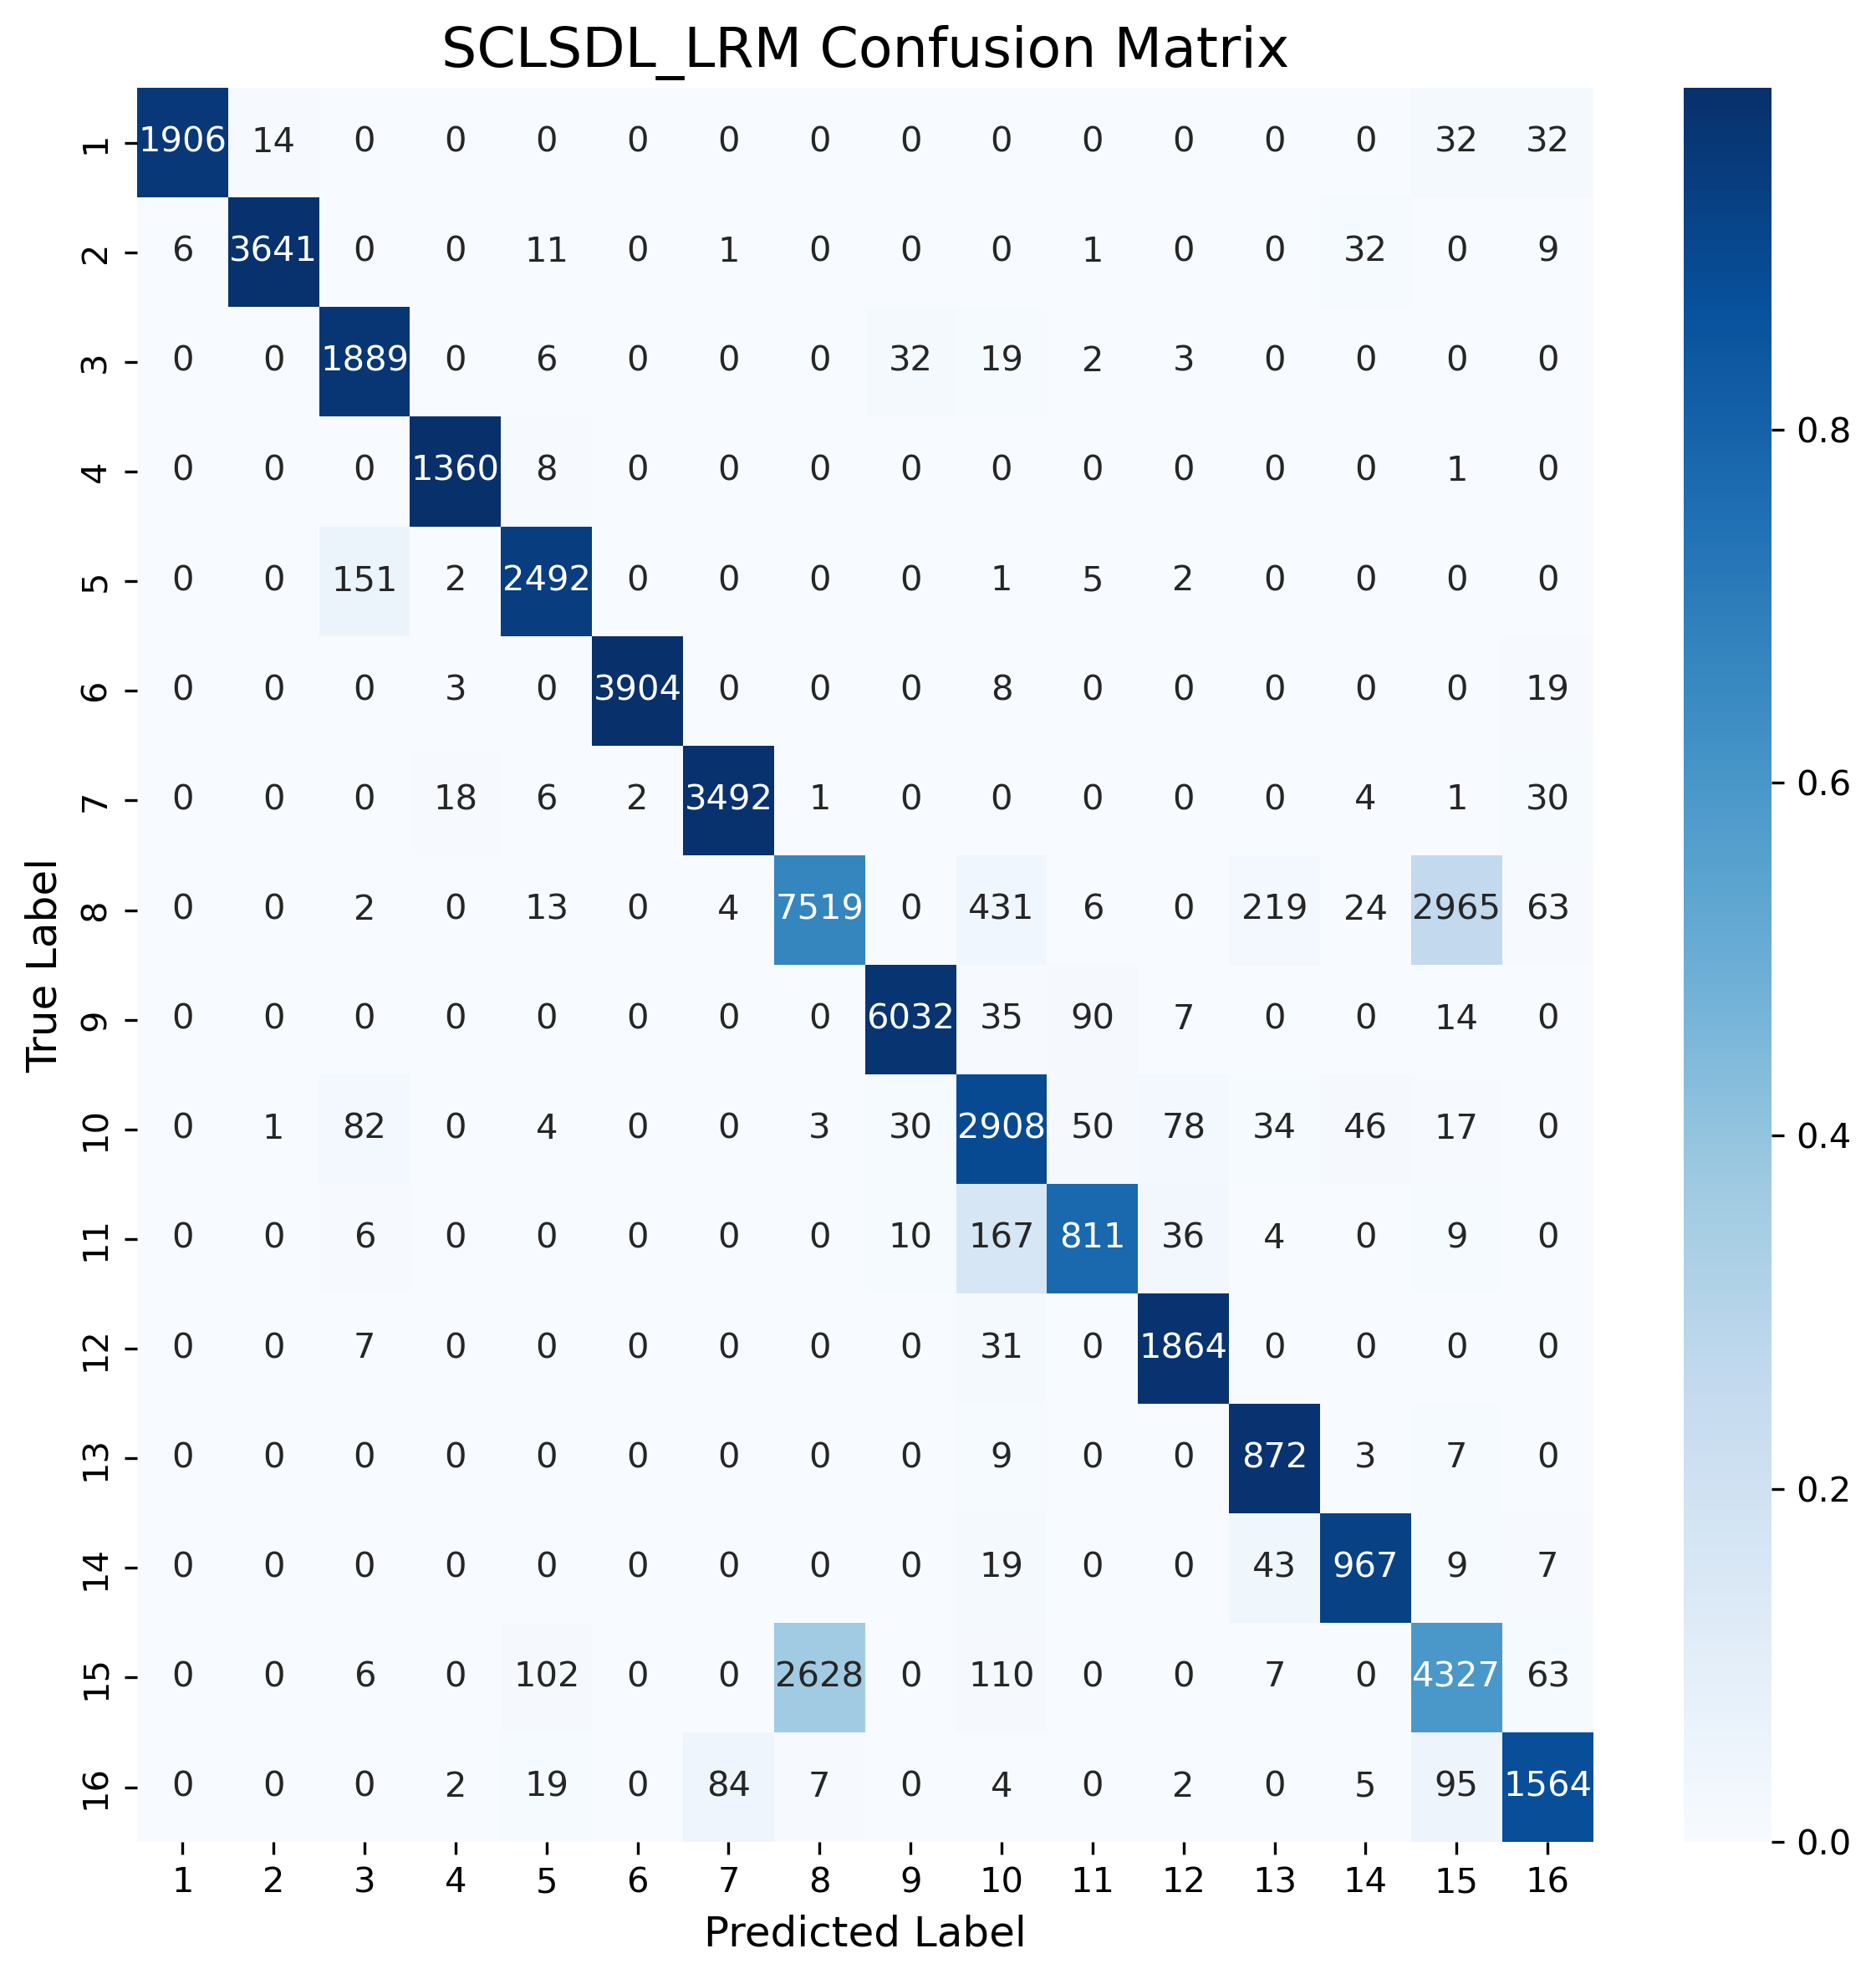 SCLSDL_LRM Confusion Matrix
1 1906 14 0 0 0 0 0 0 0 0 0 0 0 0 32 32
2 6 3641 0 0 11 0 1 0 0 0 1 0 0 32 0 9
3 0 0 1889 0 6 0 0 0 32 19 2 3 0 0 0 0
4 0 0 0 1360 8 0 0 0 0 0 0 0 0 0 1 0
0.8
5 0 0 151 2 2492 0 0 0 0 1 5 2 0 0 0 0
6 0 0 0 3 0 3904 0 0 0 8 0 0 0 0 0 19
7 0 0 0 18 6 2 3492 1 0 0 0 0 0 4 1 30
0.6
8 0 0 2 0 13 0 4 7519 0 431 6 0 219 24 2965 63
True Label
9 0 0 0 0 0 0 0 0 6032 35 90 7 0 0 14 0
10 0 1 82 0 4 0 0 3 30 2908 50 78 34 46 17 0
0.4
11 0 0 6 0 0 0 0 0 10 167 811 36 4 0 9 0
12 0 0 7 0 0 0 0 0 0 31 0 1864 0 0 0 0
13 0 0 0 0 0 0 0 0 0 9 0 0 872 3 7 0
0.2
14 0 0 0 0 0 0 0 0 0 19 0 0 43 967 9 7
15 0 0 6 0 102 0 0 2628 0 110 0 0 7 0 4327 63
16 0 0 0 2 19 0 84 7 0 4 0 2 0 5 95 1564
0.0
1 2 3 4 5 6 7 8 9 10 11 12 13 14 15 16
Predicted Label